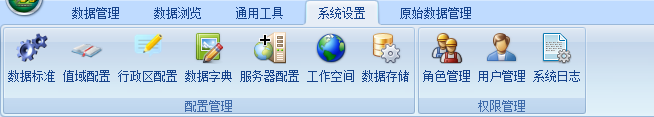 数据管理 数据浏览 通用工具 系统设置 原始数据管理
数据标准 值域配置 行政区配置 数据字典 服务器配置 工作空间 数据存储 角色管理 用户管理 系统日志
配置管理 权限管理